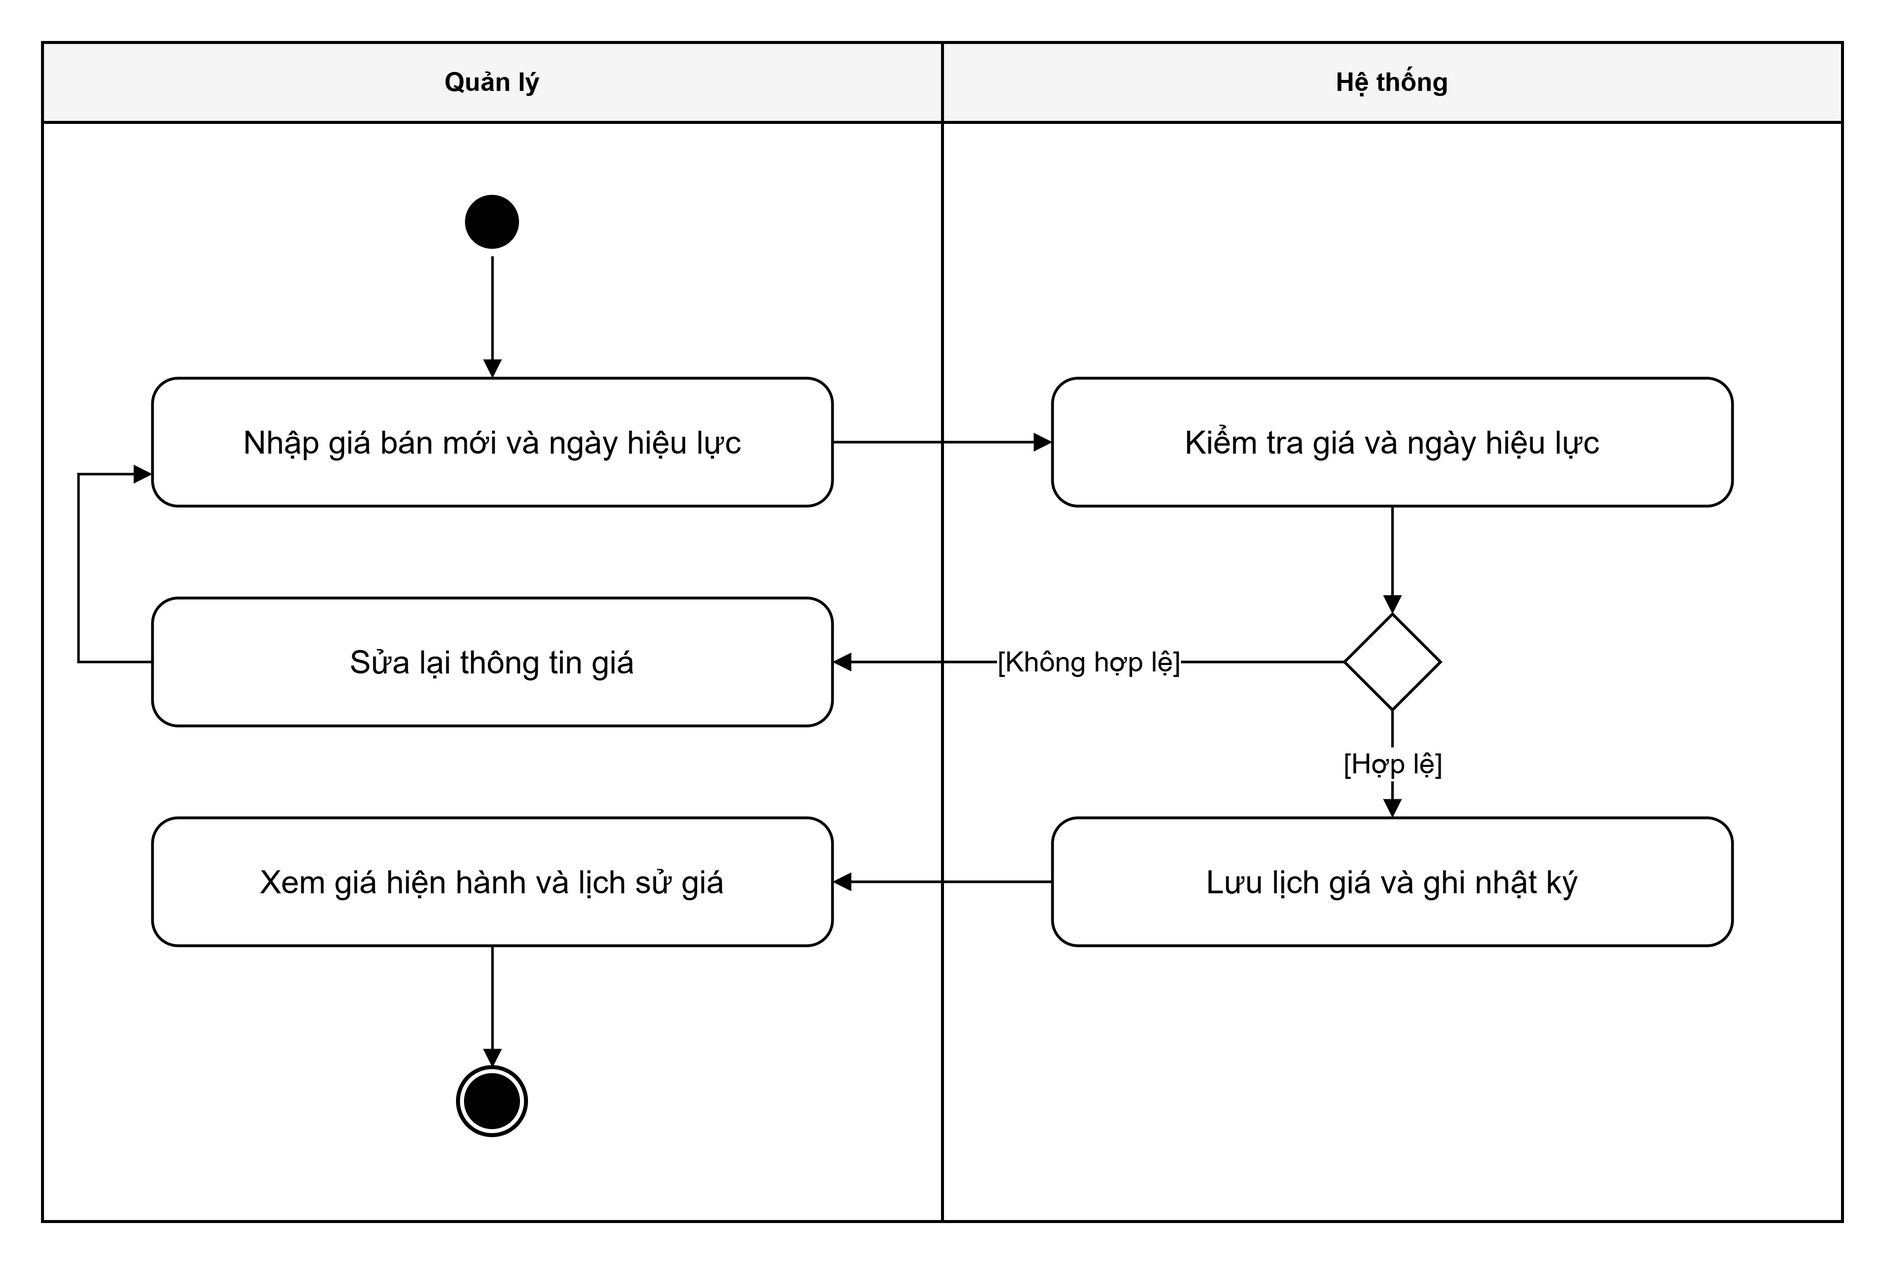 Quản lý
Hệ thống
Nhập giá bán mới và ngày hiệu lực
Kiểm tra giá và ngày hiệu lực
Sửa lại thông tin giá
[Không hợp lệ]
[Hợp lệ]
Xem giá hiện hành và lịch sử giá
Lưu lịch giá và ghi nhật ký